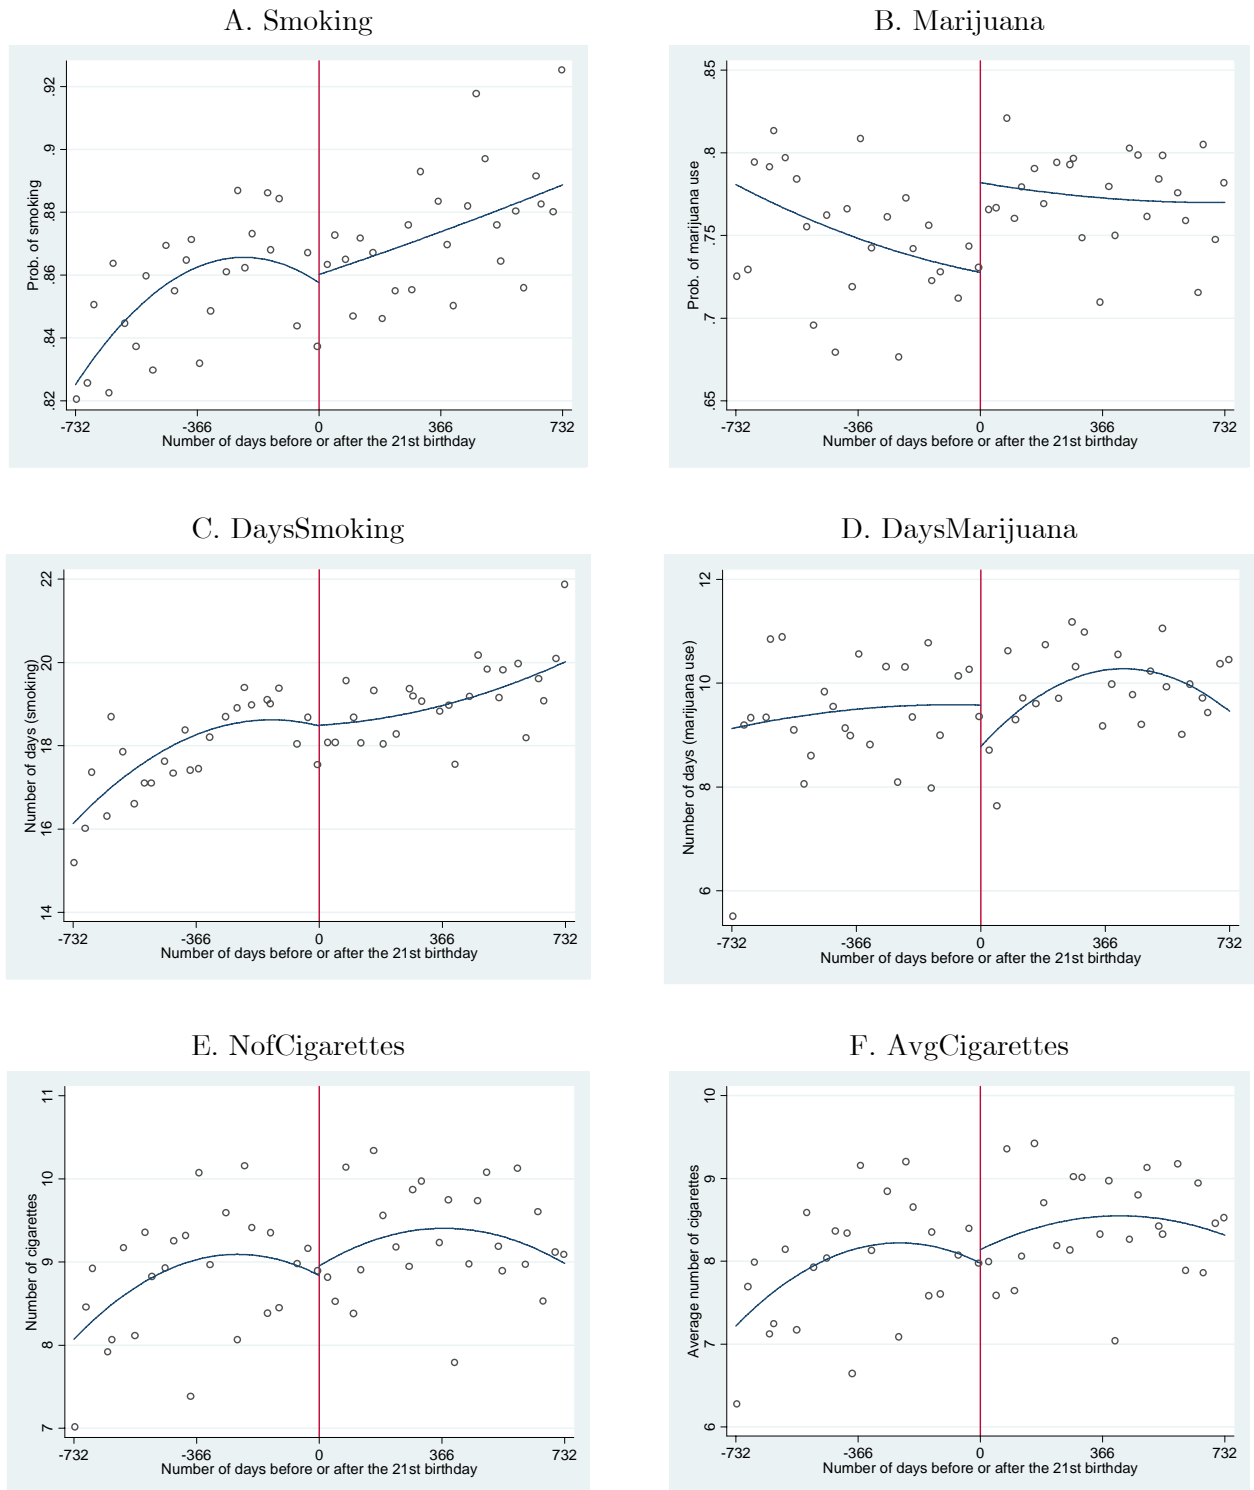 A. Smoking
Prob. of smoking
.82 .84 .86 .88 .9 .92
-732 -366 0 366 732
Number of days before or after the 21st birthday
B. Marijuana
Prob. of marijuana use
.65 .7 .75 .8 .85
-732 -366 0 366 732
Number of days before or after the 21st birthday
C. DaysSmoking
Number of days (smoking)
14 16 18 20 22
-732 -366 0 366 732
Number of days before or after the 21st birthday
D. DaysMarijuana
Number of days (marijuana use)
6 8 10 12
-732 -366 0 366 732
Number of days before or after the 21st birthday
E. NofCigarettes
Number of cigarettes
7 8 9 10 11
-732 -366 0 366 732
Number of days before or after the 21st birthday
F. AvgCigarettes
Average number of cigarettes
6 7 8 9 10
-732 -366 0 366 732
Number of days before or after the 21st birthday